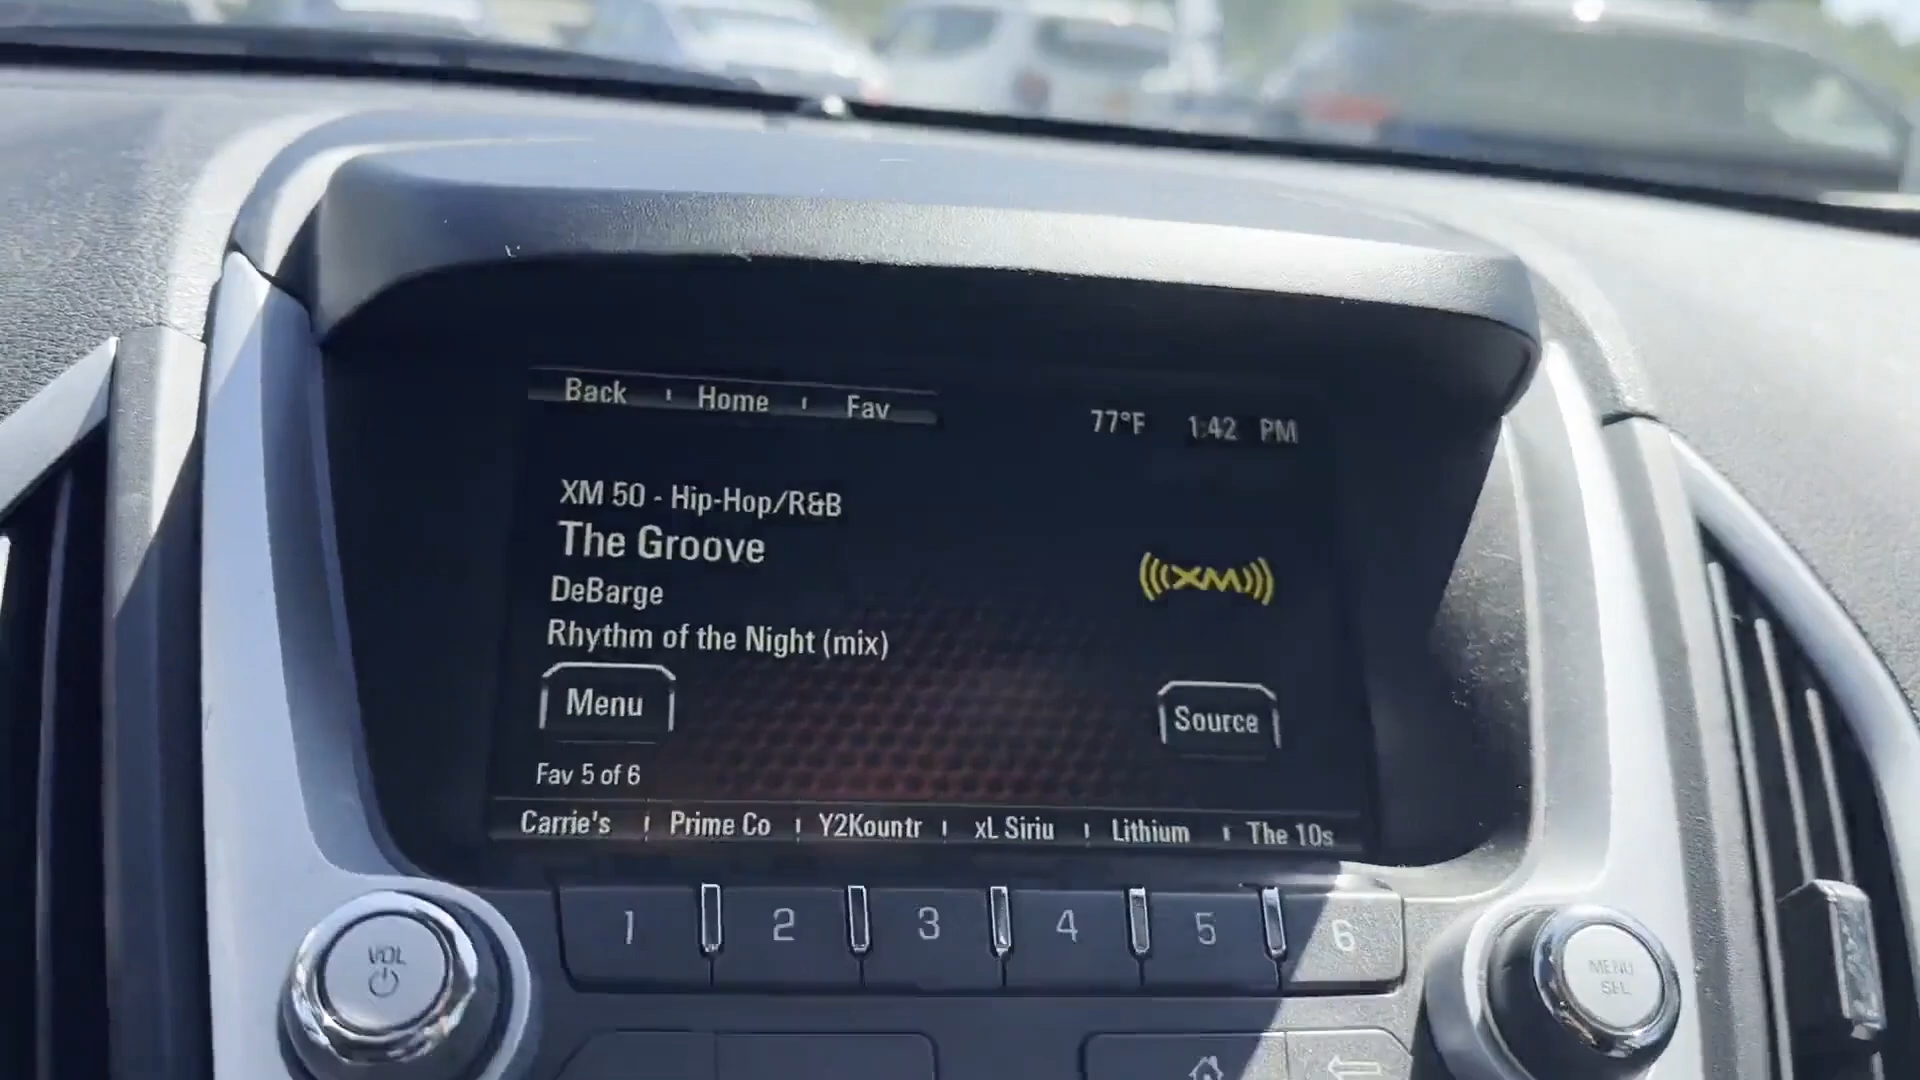 Back Home Fav 77°F 1:42 PM
XM 50 - Hip-Hop/R&B
The Groove
DeBarge
XM
Rhythm of the Night (mix)
Menu Source
Fav 5 of 6
Carrie's Prime Co Y2Kountr xL Siriu Lithium The 10s
1 2 3 4 5 6
VOL
MENU
SEL